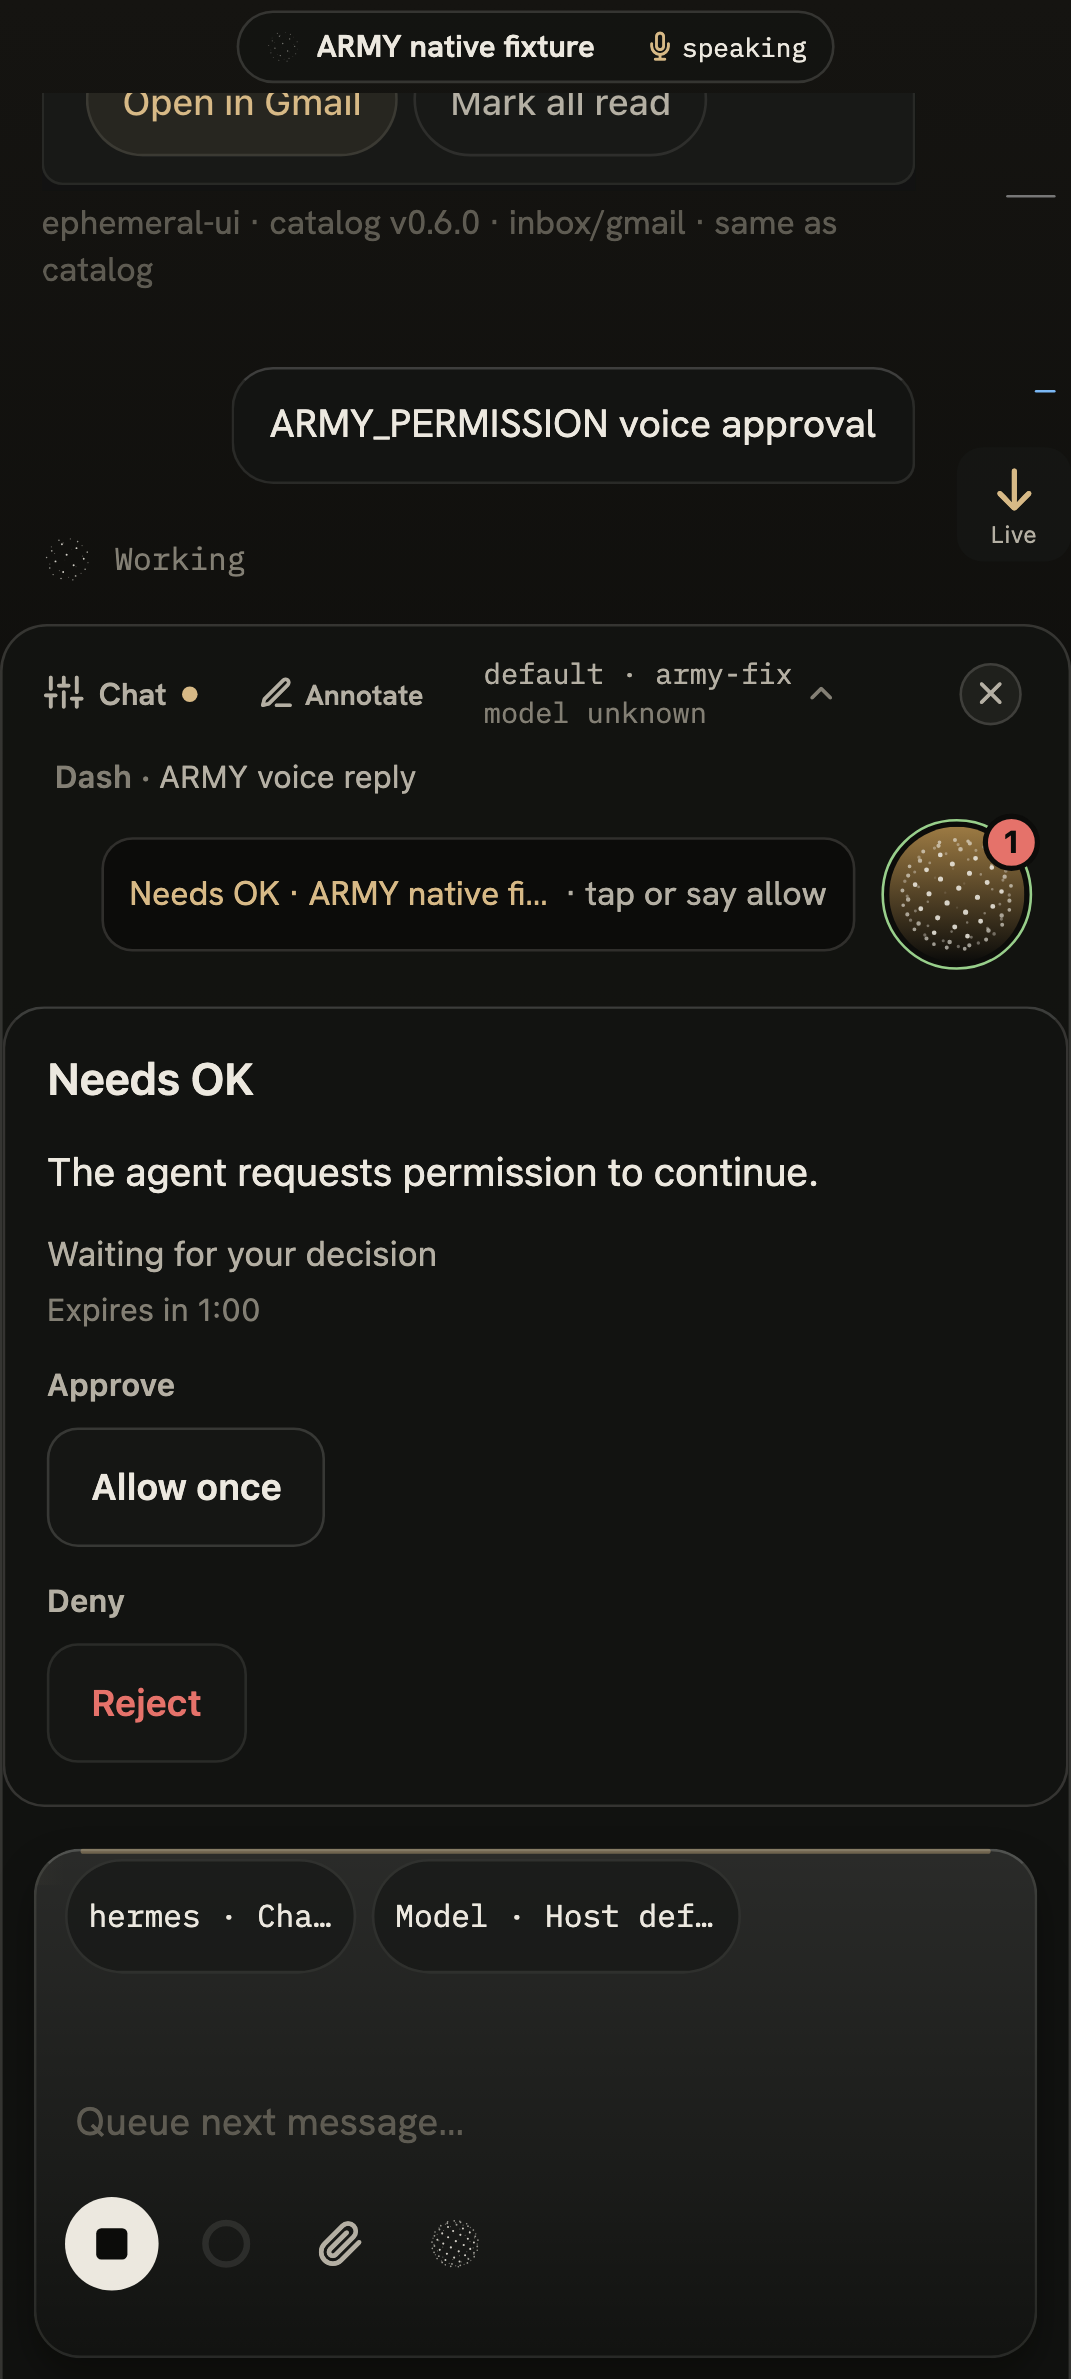 ARMY native fixture speaking
Open in Gmail Mark all read
ephemeral-ui · catalog v0.6.0 · inbox/gmail · same as
catalog
ARMY_PERMISSION voice approval
Live
Working
Chat Annotate default · army-fix
model unknown
Dash · ARMY voice reply
1
Needs OK · ARMY native fi... · tap or say allow
Needs OK
The agent requests permission to continue.
Waiting for your decision
Expires in 1:00
Approve
Allow once
Deny
Reject
hermes · Cha… Model · Host def…
Queue next message...